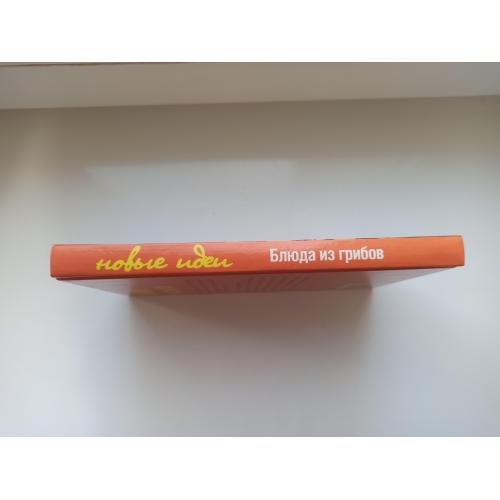 новые идеи Блюда из грибов